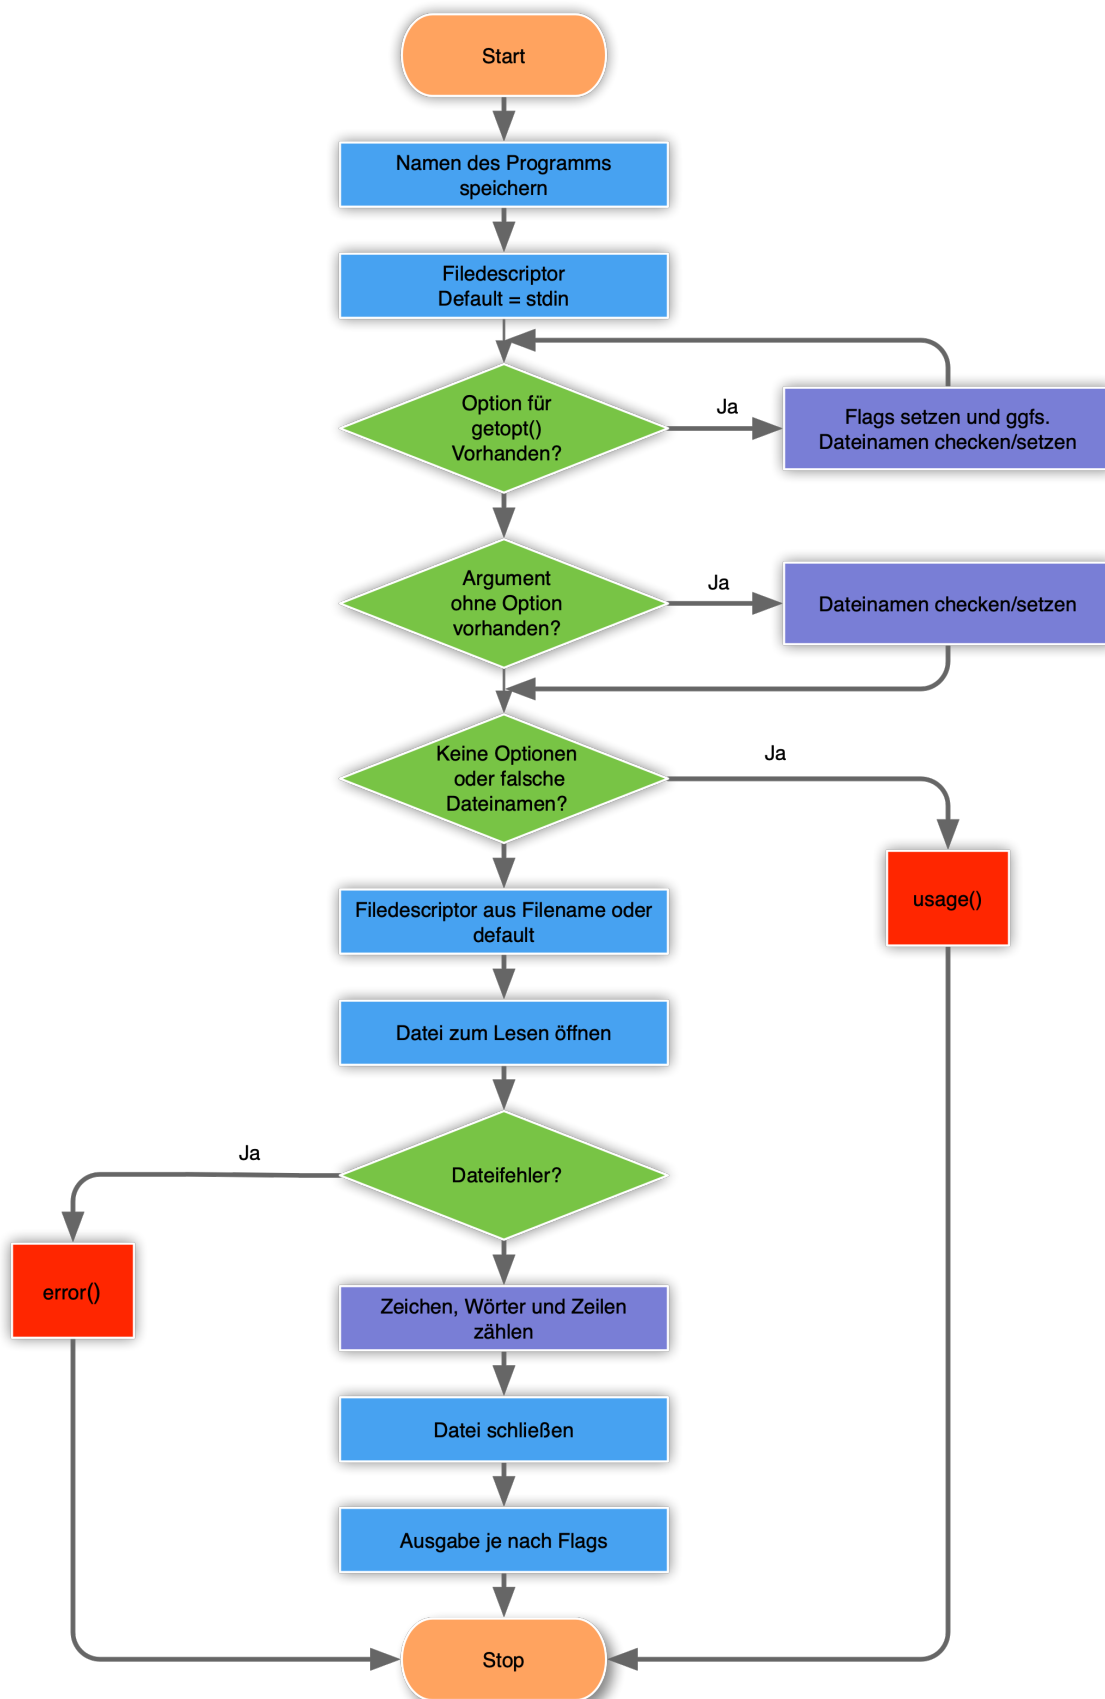 Start
Namen des Programms
speichern
Filedescriptor
Default = stdin
Option für
getopt()
Vorhanden?
Ja
Flags setzen und ggfs.
Dateinamen checken/setzen
Argument
ohne Option
vorhanden?
Ja
Dateinamen checken/setzen
Keine Optionen
oder falsche
Dateinamen?
Ja
usage()
Filedescriptor aus Filename oder
default
Datei zum Lesen öffnen
Dateifehler?
Ja
error()
Zeichen, Wörter und Zeilen
zählen
Datei schließen
Ausgabe je nach Flags
Stop